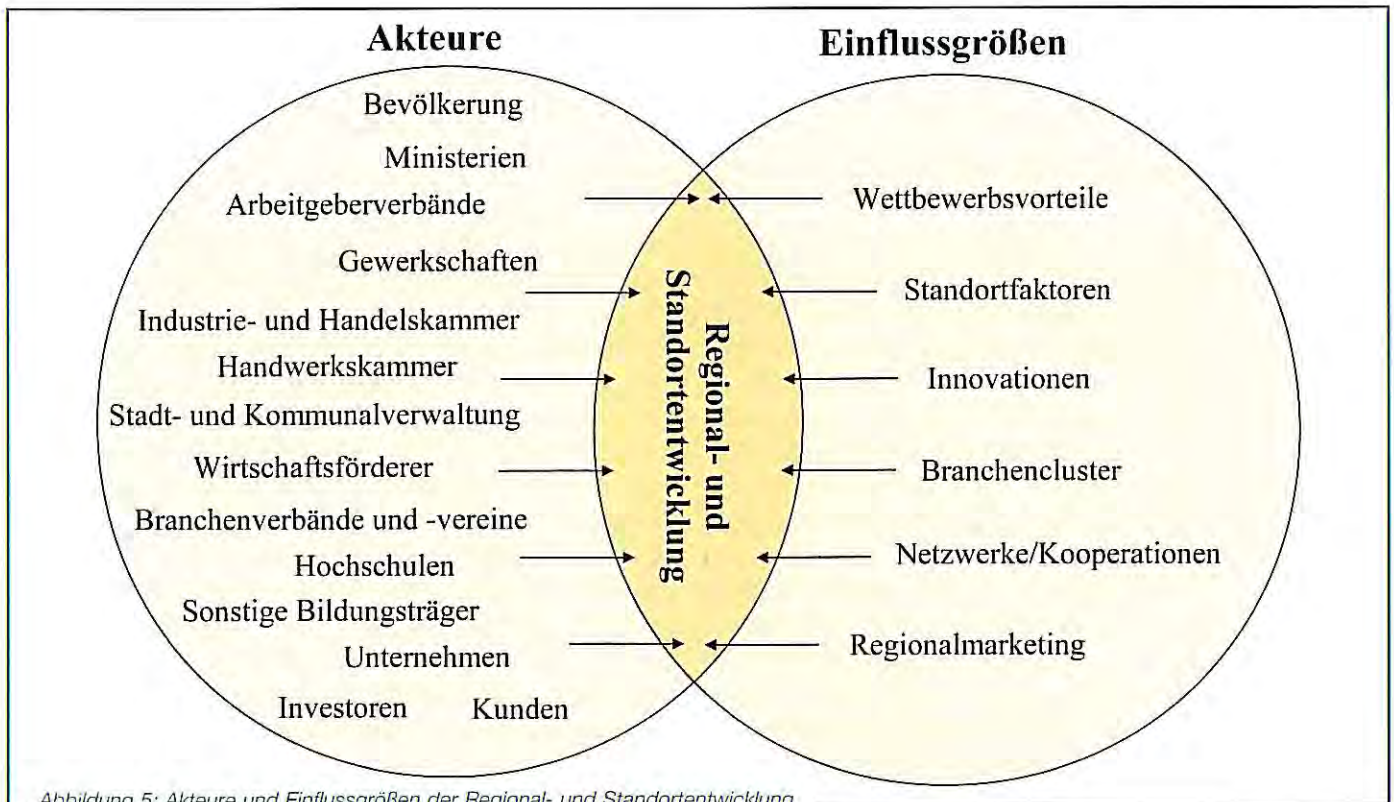 Akteure
Einflussgrößen
Bevölkerung
Ministerien
Arbeitgeberverbände
Gewerkschaften
Industrie- und Handelskammer
Handwerkskammer
Stadt- und Kommunalverwaltung
Wirtschaftsförderer
Branchenverbände und -vereine
Hochschulen
Sonstige Bildungsträger
Unternehmen
Investoren Kunden
Regional- und
Standortentwicklung
Wettbewerbsvorteile
Standortfaktoren
Innovationen
Branchencluster
Netzwerke/Kooperationen
Regionalmarketing
Abbildung 5: Akteure und Einflussgrößen der Regional- und Standortentwicklung